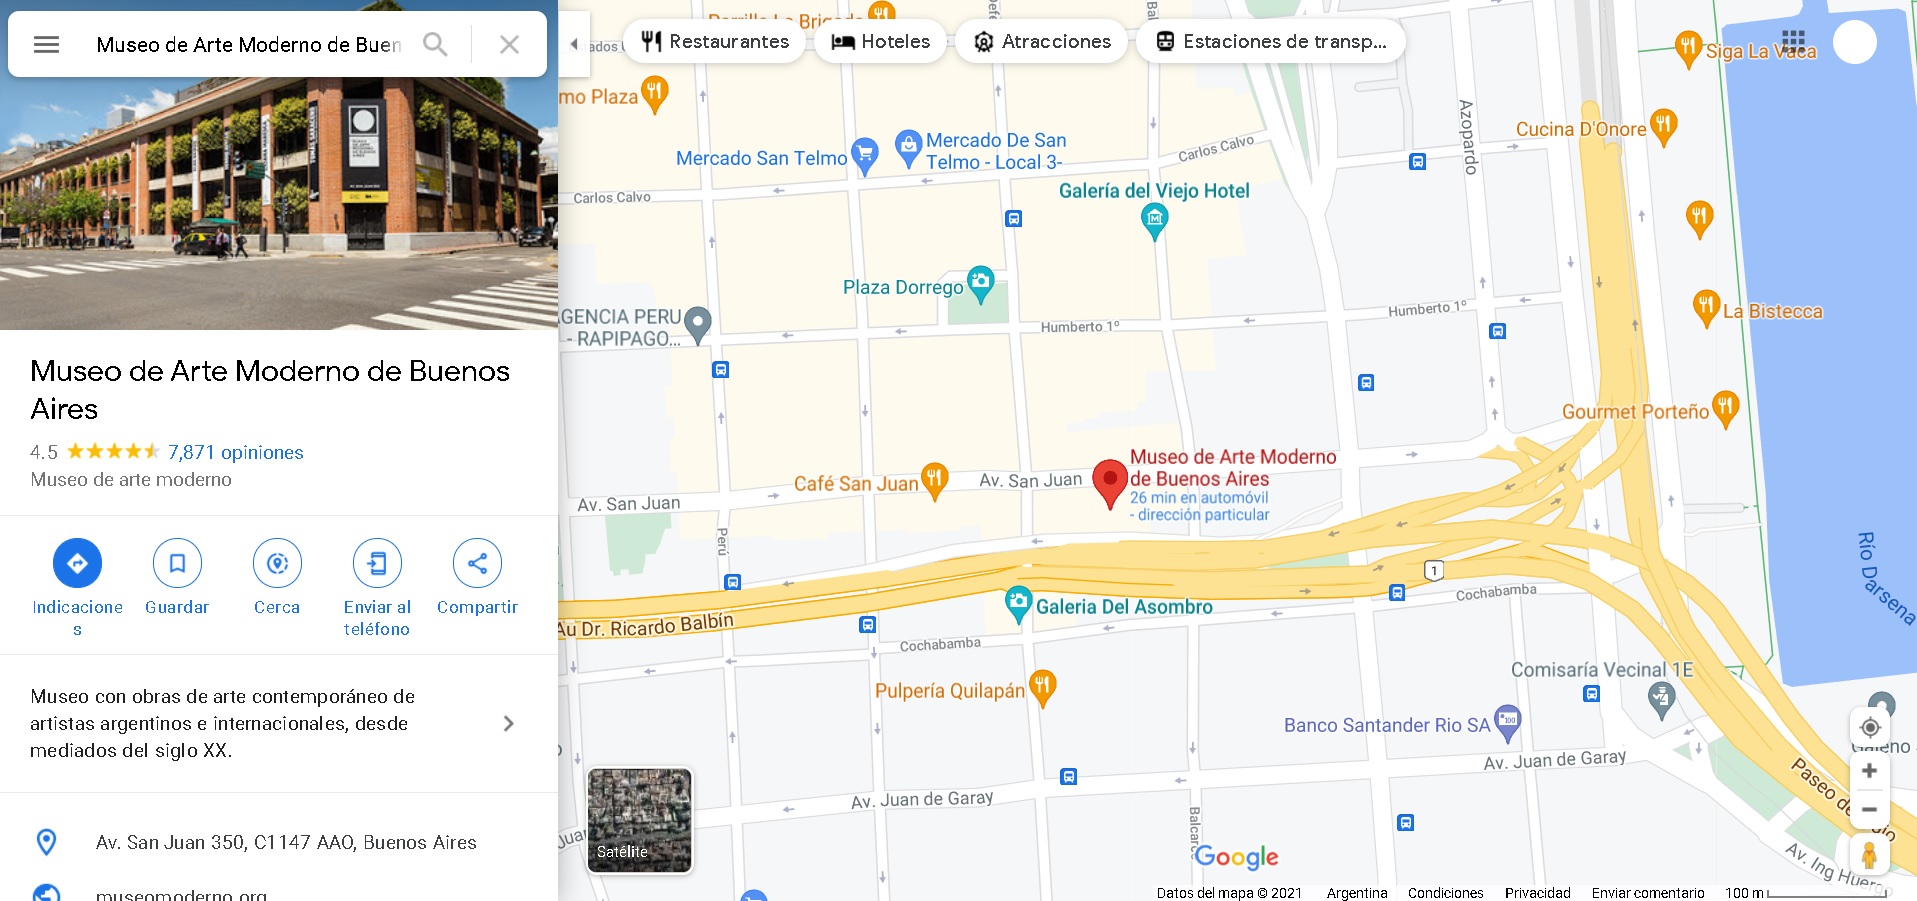 Museo de Arte Moderno de Buen
Museo de Arte Moderno de Buenos
Aires
4.5
7,871 opiniones
Museo de arte moderno
Indicacione
s
Guardar
Cerca
Enviar al
teléfono
Compartir
Museo con obras de arte contemporáneo de
artistas argentinos e internacionales, desde
mediados del siglo XX.
Av. San Juan 350, C1147 AAO, Buenos Aires
museomoderno.org
Restaurantes
Hoteles
Atracciones
Estaciones de transp...
Parrilla La Brigada
Siga La Vaca
mo Plaza
Cucina D'Onore
Azopardo
Mercado San Telmo
Mercado De San
Telmo - Local 3-
Carlos Calvo
Carlos Calvo
Galería del Viejo Hotel
Plaza Dorrego
GENCIA PERU
- RAPIPAGO...
Humberto 1º
Humberto 1º
La Bistecca
Gourmet Porteño
Museo de Arte Moderno
de Buenos Aires
26 min en automóvil
- dirección particular
Café San Juan
Av. San Juan
Av. San Juan
Perú
Río Darsena
1
Cochabamba
Galeria Del Asombro
Au Dr. Ricardo Balbín
Cochabamba
Comisaría Vecinal 1E
Pulpería Quilapán
Banco Santander Rio SA
Galeno
Av. Juan de Garay
Paseo de
Av. Juan de Garay
Balcarc
Juan
Satélite
Av. Ing Huergo
Google
Datos del mapa © 2021
Argentina
Condiciones
Privacidad
Enviar comentario
100 m